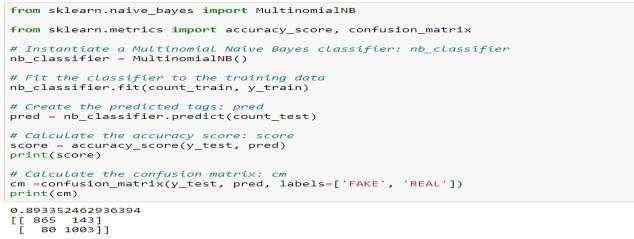 from sklearn.naive_bayes import MultinomialNB
from sklearn.metrics import accuracy_score, confusion_matrix
# Instantiate a Multinomial Naive Bayes classifier: nb_classifier
nb_classifier = MultinomialNB()
# Fit the classifier to the training data
nb_classifier.fit(count_train, y_train)
# Create the predicted tags: pred
pred = nb_classifier.predict(count_test)
# Calculate the accuracy score: score
score = accuracy_score(y_test, pred)
print(score)
# Calculate the confusion matrix: cm
cm =confusion_matrix(y_test, pred, labels=['FAKE', 'REAL'])
print(cm)
0.893352462936394
[[ 865  143]
 [  80 1003]]